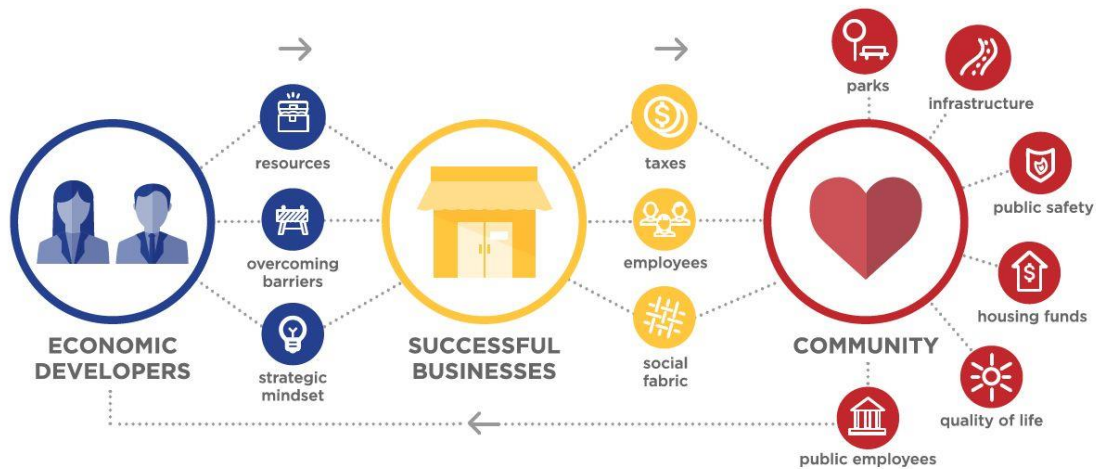 parks
infrastructure
resources
taxes
public safety
overcoming
barriers
employees
housing funds
ECONOMIC
DEVELOPERS
strategic
mindset
SUCCESSFUL
BUSINESSES
social
fabric
COMMUNITY
quality of life
public employees
$
$